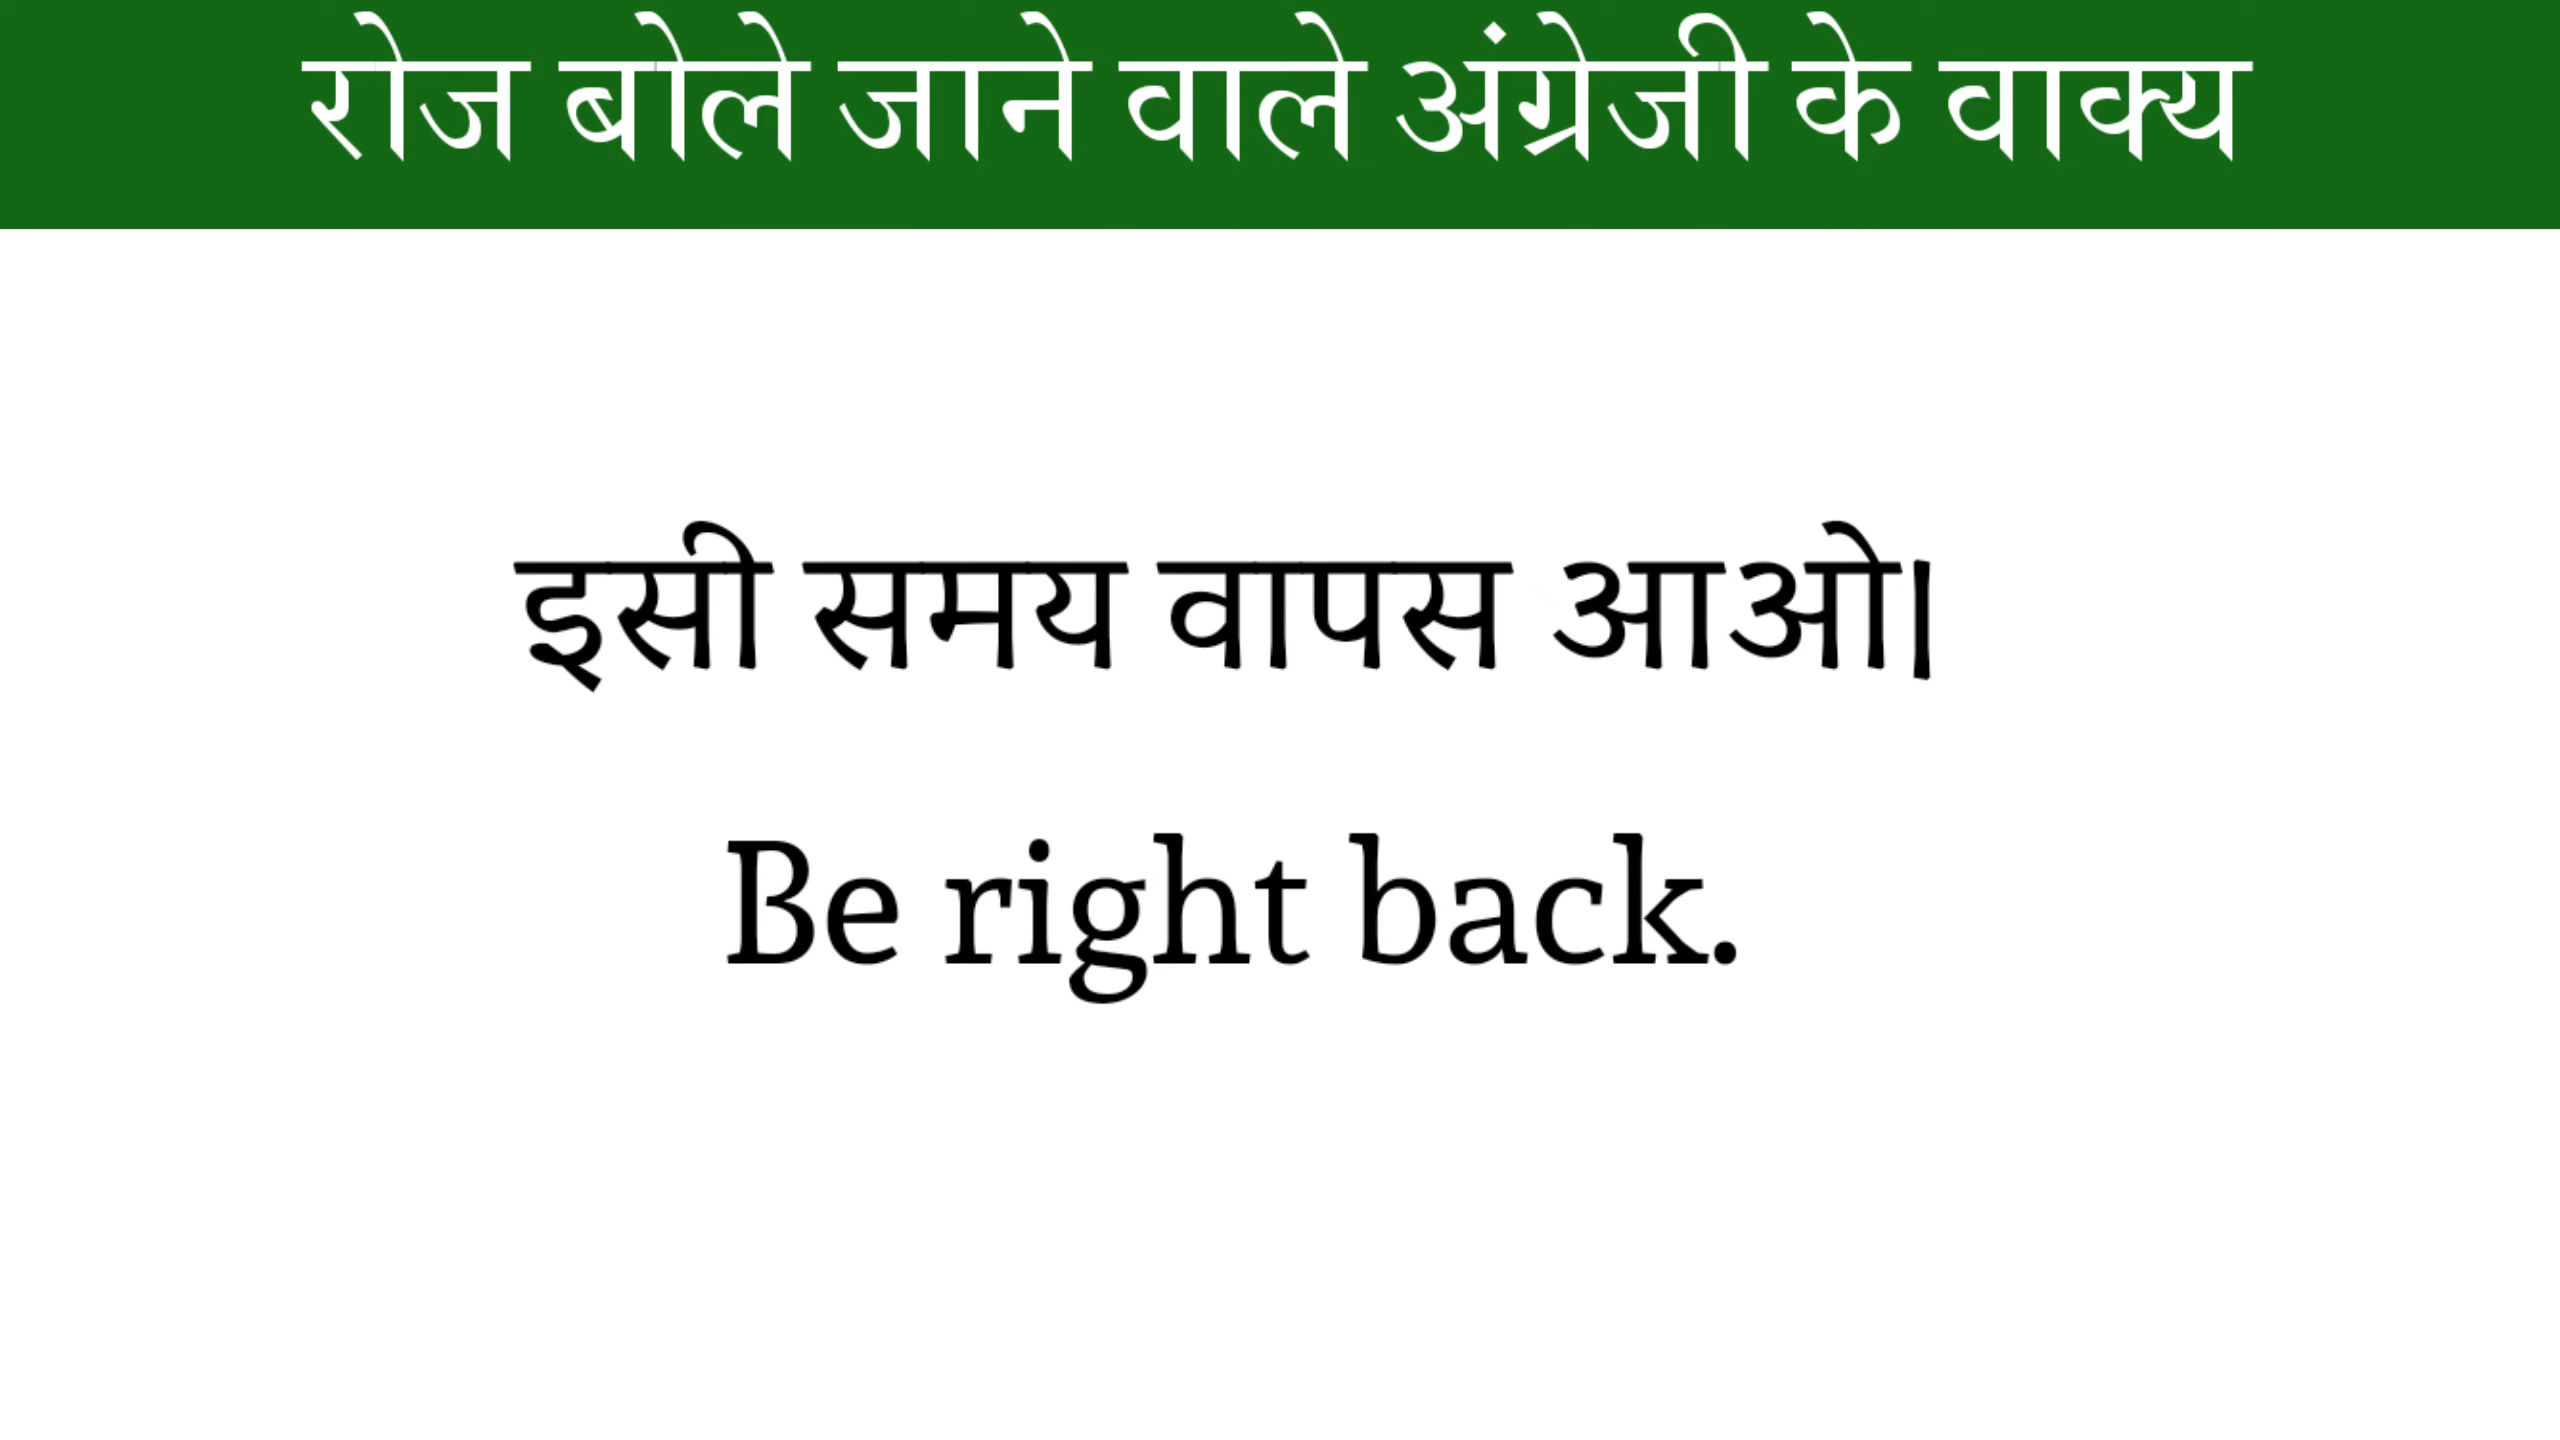 रोज बोले जाने वाले अंग्रेजी के वाक्य
इसी समय वापस आओ।
Be right back.